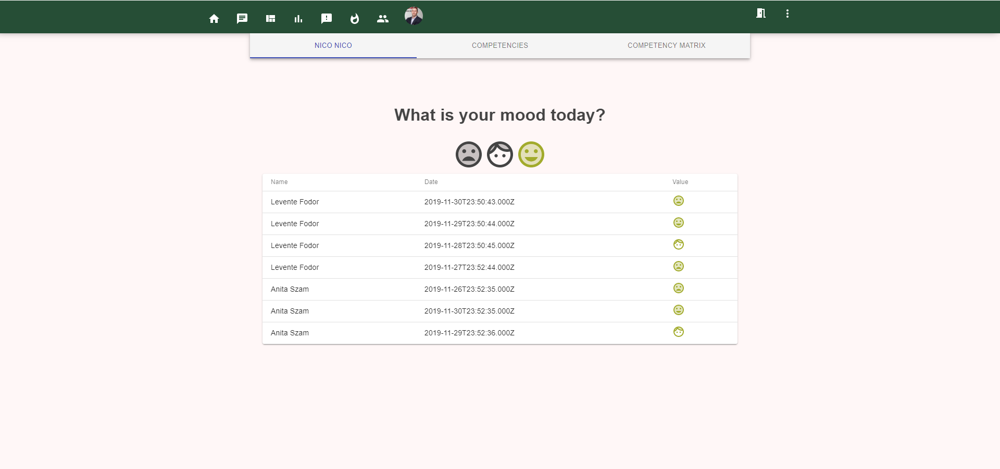 NICO NICO COMPETENCIES COMPETENCY MATRIX
What is your mood today?
Name Date Value
Levente Fodor 2019-11-30T23:50:43.000Z
Levente Fodor 2019-11-29T23:50:44.000Z
Levente Fodor 2019-11-28T23:50:45.000Z
Levente Fodor 2019-11-27T23:52:44.000Z
Anita Szam 2019-11-26T23:52:35.000Z
Anita Szam 2019-11-30T23:52:35.000Z
Anita Szam 2019-11-29T23:52:36.000Z